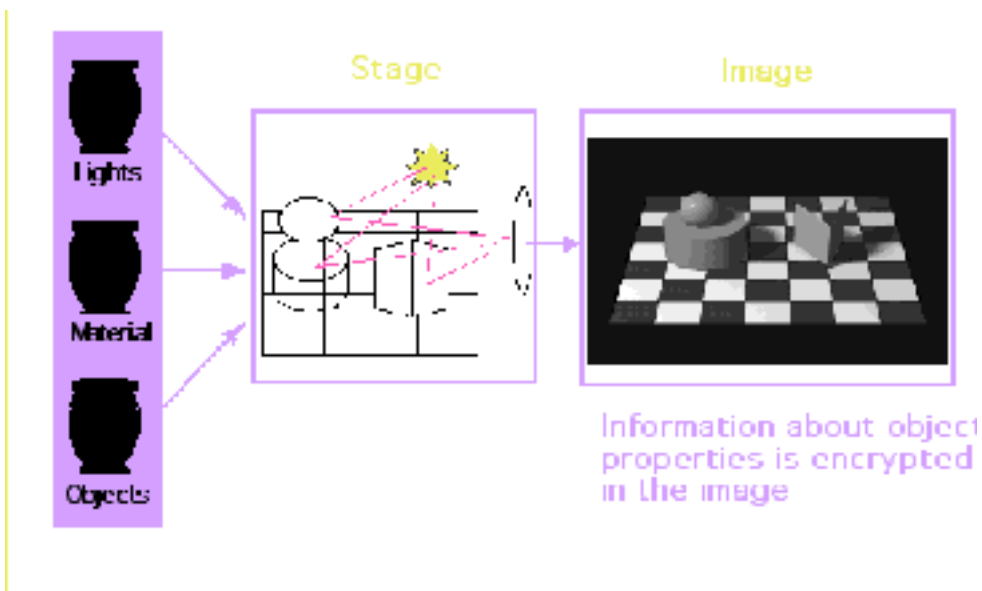 Stage
Image
Lights
Material
Objects
Information about object
properties is encrypted
in the image